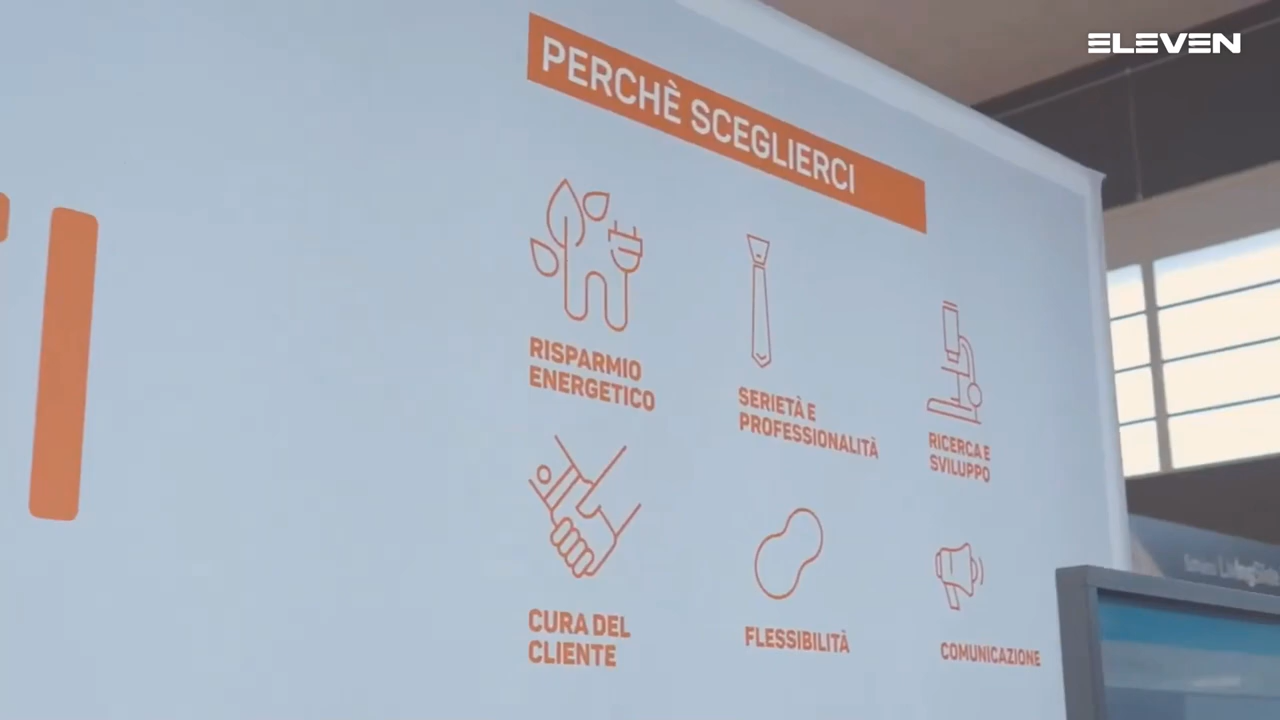 ELEVEN
PERCHÈ SCEGLIERCI
RISPARMIO
ENERGETICO
SERIETÀ E
PROFESSIONALITÀ
RICERCA E
SVILUPPO
CURA DEL
CLIENTE
FLESSIBILITÀ
COMUNICAZIONE